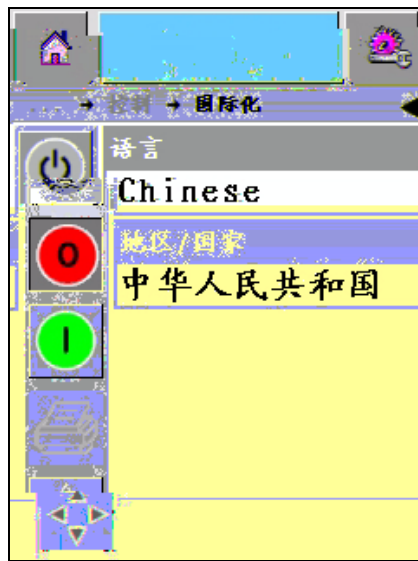 → 控制 → 国际化
语言
Chinese
地区/国家
中华人民共和国